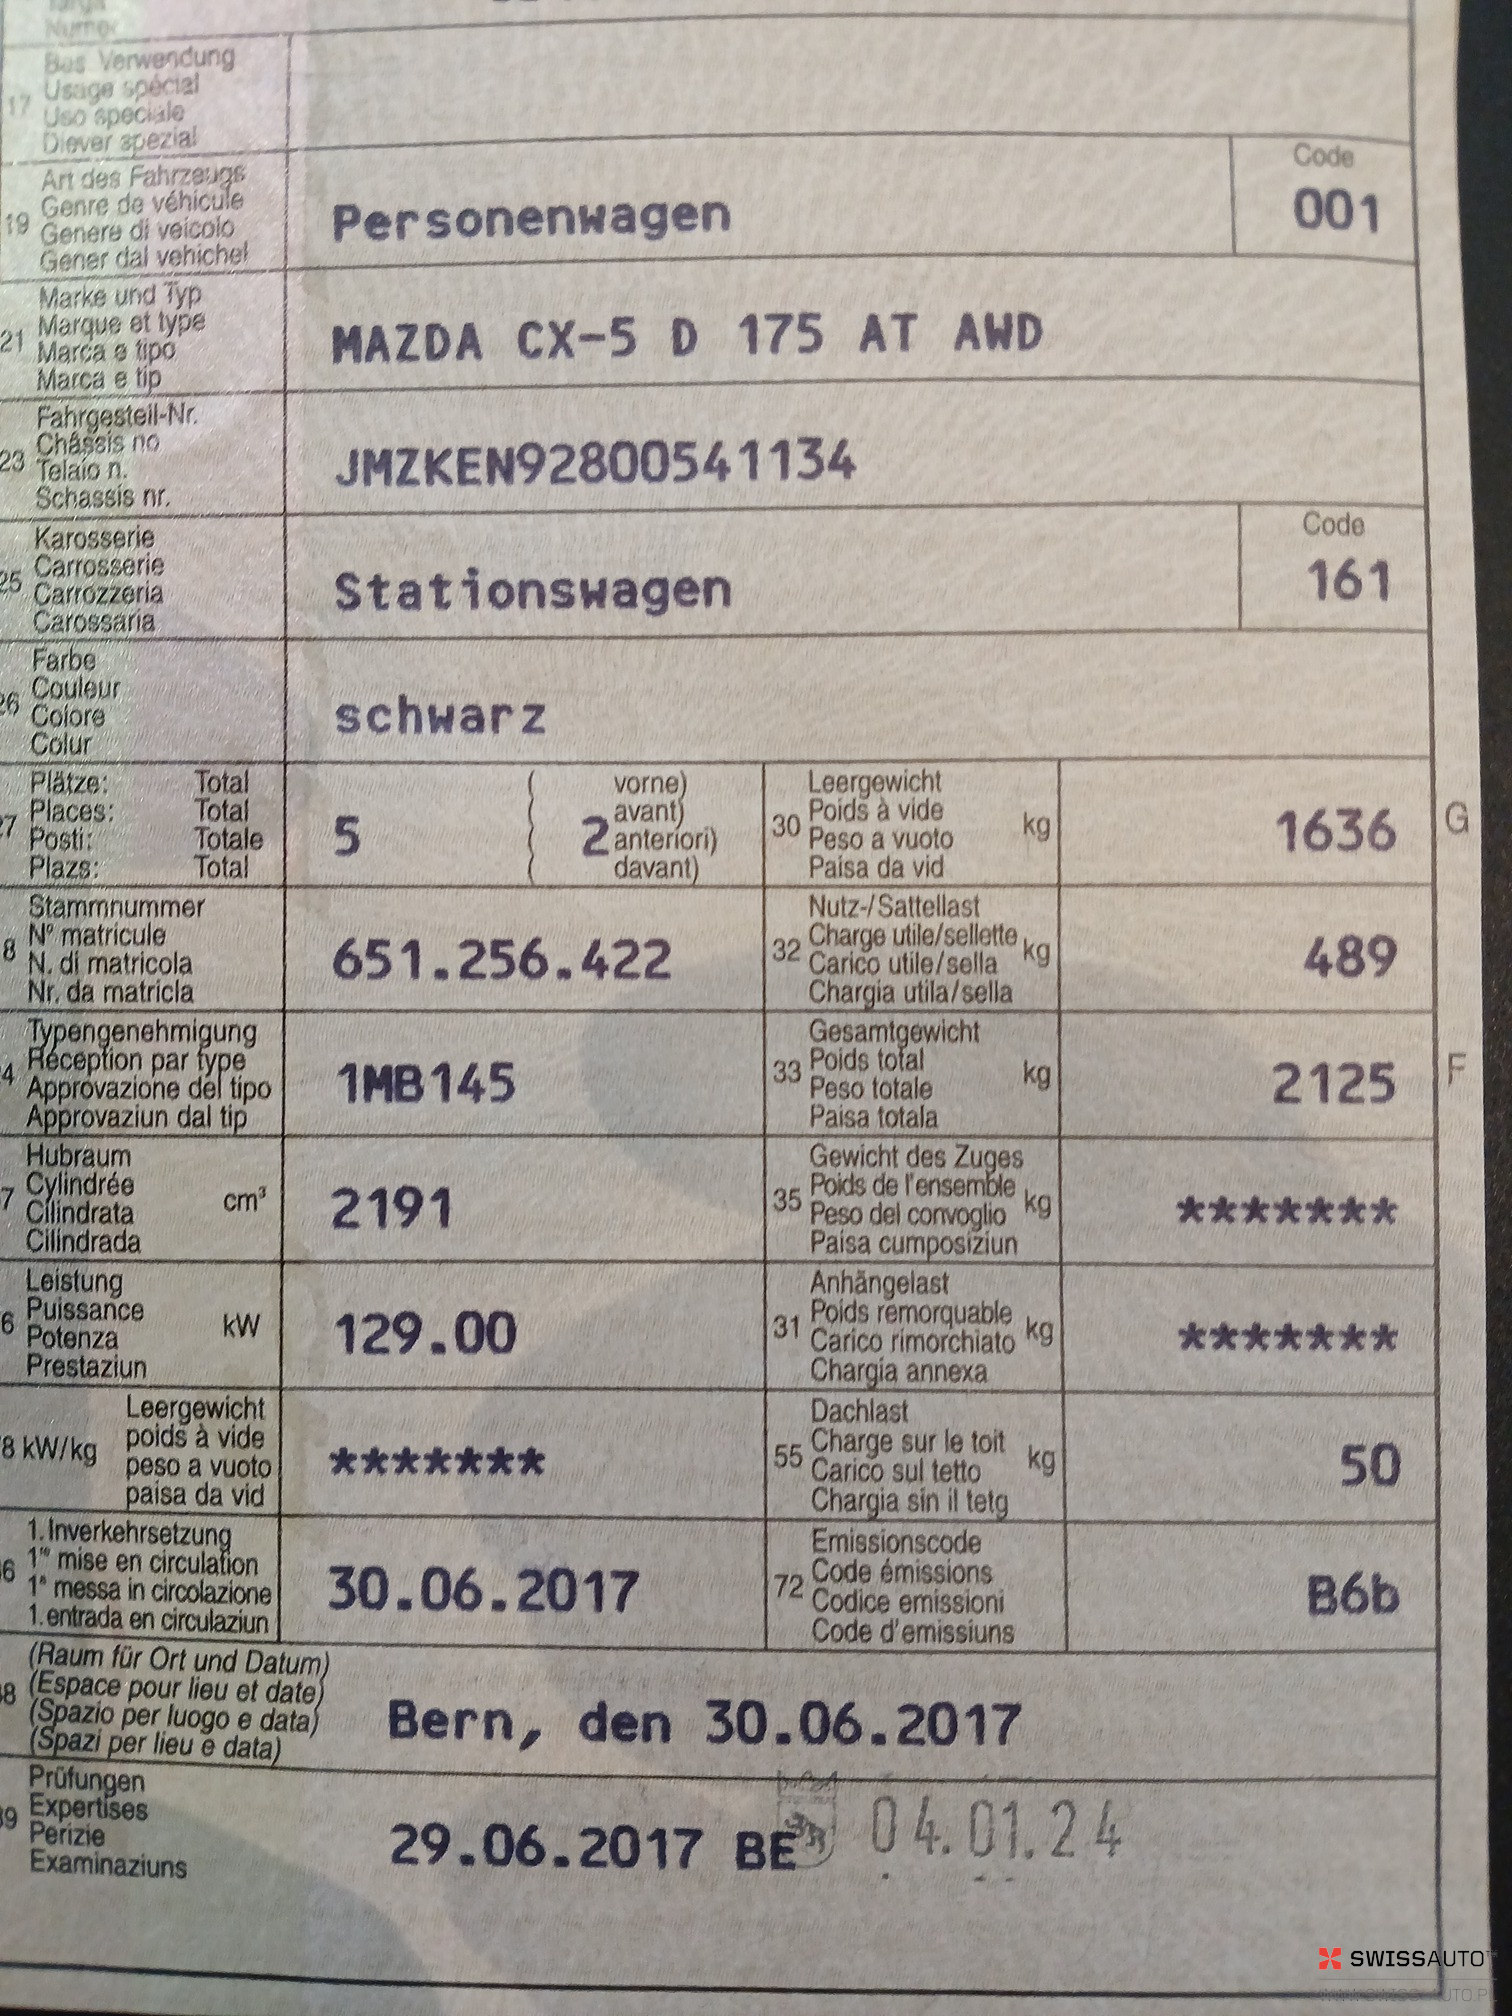 Targa
Numer
17 Bes. Verwendung
Usage spécial
Uso speciale
Diever spezial
19 Art des Fahrzeugs
Genre de véhicule
Genere di veicolo
Gener dal vehichel
Personenwagen
Code
001
21 Marke und Typ
Marque et type
Marca e tipo
Marca e tip
MAZDA CX-5 D 175 AT AWD
23 Fahrgestell-Nr.
Châssis no
Telaio n.
Schassis nr.
JMZKEN92800541134
25 Karosserie
Carrosserie
Carrozzeria
Carossaria
Stationswagen
Code
161
26 Farbe
Couleur
Colore
Colur
schwarz
27 Plätze: Total
Places: Total
Posti: Totale
Plazs: Total
5 ( 2 vorne)
( avant)
( anteriori)
( davant)
30 Leergewicht
Poids à vide
Peso a vuoto
Paisa da vid
kg
1636 G
8 Stammnummer
N° matricule
N. di matricola
Nr. da matricla
651.256.422
32 Nutz-/Sattellast
Charge utile/sellette
Carico utile/sella
Chargia utila/sella
kg
489
4 Typengenehmigung
Réception par type
Approvazione del tipo
Approvaziun dal tip
1MB145
33 Gesamtgewicht
Poids total
Peso totale
Paisa totala
kg
2125 F
7 Hubraum
Cylindrée
Cilindrata
Cilindrada
cm³
2191
35 Gewicht des Zuges
Poids de l'ensemble
Peso del convoglio
Paisa cumposiziun
kg
*******
6 Leistung
Puissance
Potenza
Prestaziun
kW
129.00
31 Anhängelast
Poids remorquable
Carico rimorchiato
Chargia annexa
kg
*******
8 kW/kg
Leergewicht
poids à vide
peso a vuoto
paisa da vid
*******
55 Dachlast
Charge sur le toit
Carico sul tetto
Chargia sin il tetg
kg
50
6 1. Inverkehrsetzung
1re mise en circulation
1a messa in circolazione
1. entrada en circulaziun
30.06.2017
72 Emissionscode
Code émissions
Codice emissioni
Code d'emissiuns
B6b
8 (Raum für Ort und Datum)
(Espace pour lieu et date)
(Spazio per luogo e data)
(Spazi per lieu e data)
Bern, den 30.06.2017
9 Prüfungen
Expertises
Perizie
Examinaziuns
29.06.2017 BE 04.01.24
SWISSAUTO